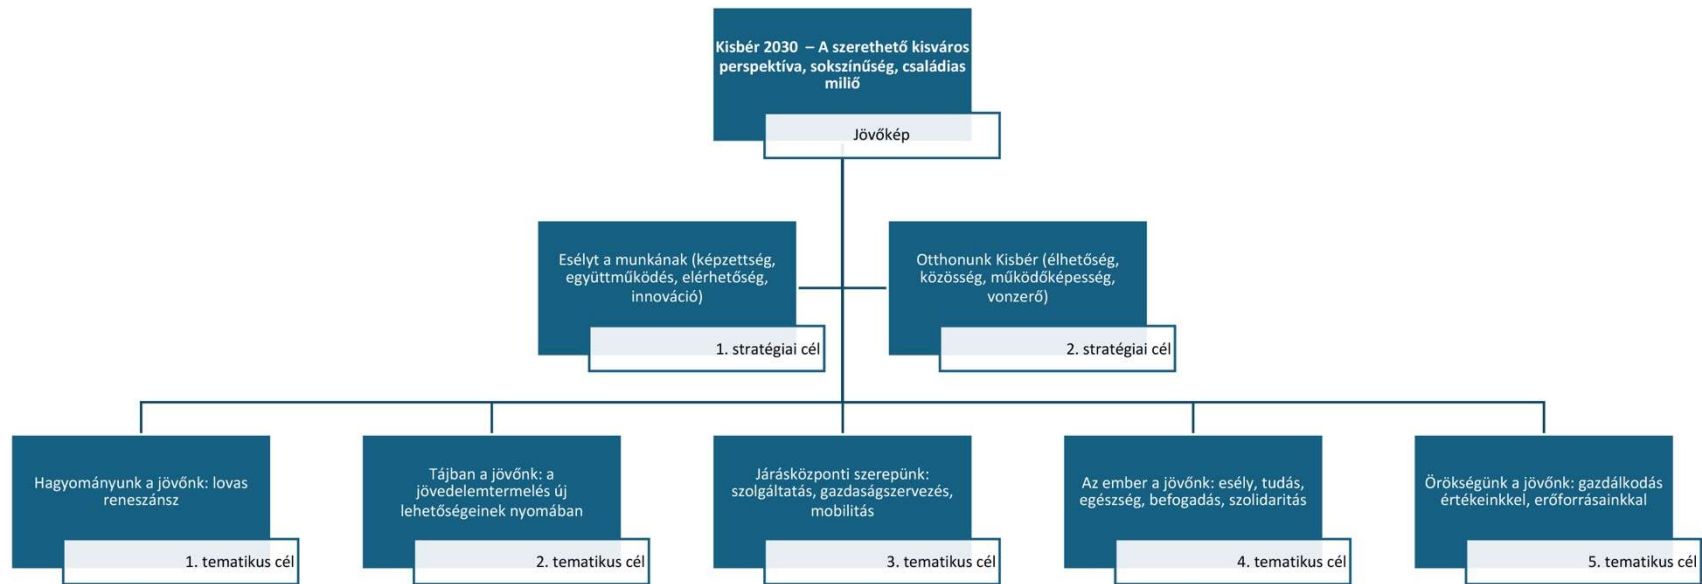 Kisbér 2030 – A szerethető kisváros
perspektíva, sokszínűség, családias
miliő
Jövőkép
Esélyt a munkának (képzettség,
együttműködés, elérhetőség,
innováció)
1. stratégiai cél
Otthonunk Kisbér (élhetőség,
közösség, működőképesség,
vonzerő)
2. stratégiai cél
Hagyományunk a jövőnk: lovas
reneszánsz
1. tematikus cél
Tájban a jövőnk: a
jövedelemtermelés új
lehetőségeinek nyomában
2. tematikus cél
Járásközponti szerepünk:
szolgáltatás, gazdaságszervezés,
mobilitás
3. tematikus cél
Az ember a jövőnk: esély, tudás,
egészség, befogadás, szolidaritás
4. tematikus cél
Örökségünk a jövőnk: gazdálkodás
értékeinkkel, erőforrásainkkal
5. tematikus cél